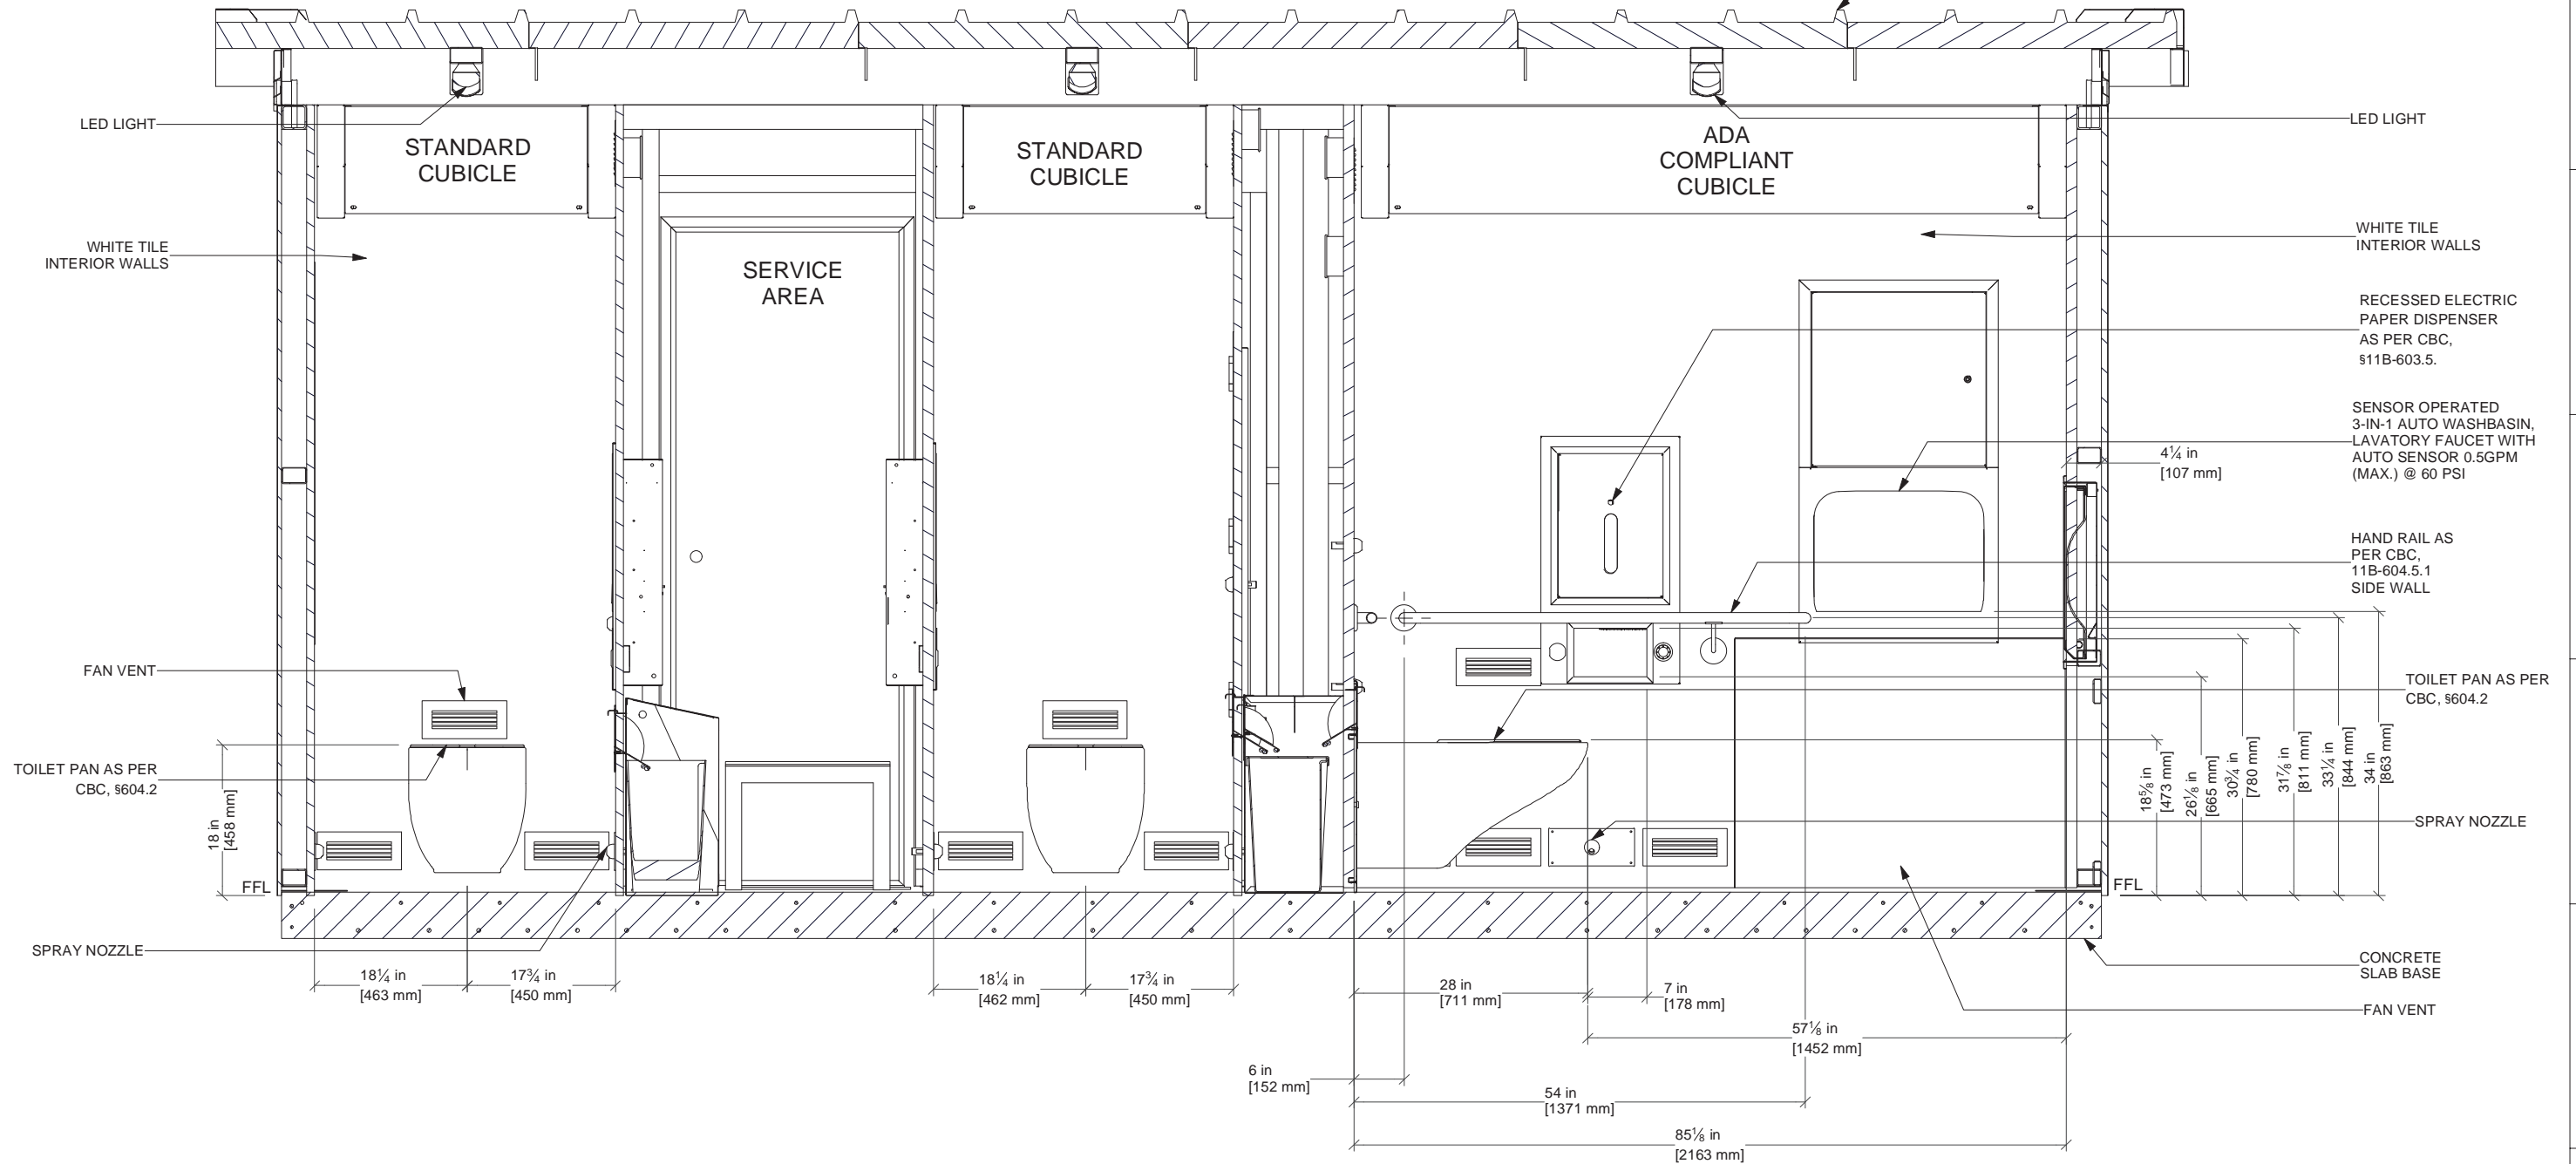 LED LIGHT
STANDARD
CUBICLE
STANDARD
CUBICLE
ADA
COMPLIANT
CUBICLE
LED LIGHT
WHITE TILE
INTERIOR WALLS
SERVICE
AREA
WHITE TILE
INTERIOR WALLS
RECESSED ELECTRIC
PAPER DISPENSER
AS PER CBC,
§11B-603.5.
SENSOR OPERATED
3-IN-1 AUTO WASHBASIN,
LAVATORY FAUCET WITH
AUTO SENSOR 0.5GPM
(MAX.) @ 60 PSI
4¼ in
[107 mm]
HAND RAIL AS
PER CBC,
11B-604.5.1
SIDE WALL
FAN VENT
TOILET PAN AS PER
CBC, §604.2
TOILET PAN AS PER
CBC, §604.2
18 in
[458 mm]
18⅝ in
[473 mm]
26⅛ in
[665 mm]
30¾ in
[780 mm]
31⅞ in
[811 mm]
33¼ in
[844 mm]
34 in
[863 mm]
SPRAY NOZZLE
FFL
FFL
SPRAY NOZZLE
CONCRETE
SLAB BASE
FAN VENT
18¼ in
[463 mm]
17¾ in
[450 mm]
18¼ in
[462 mm]
17¾ in
[450 mm]
28 in
[711 mm]
7 in
[178 mm]
57⅛ in
[1452 mm]
6 in
[152 mm]
54 in
[1371 mm]
85⅛ in
[2163 mm]